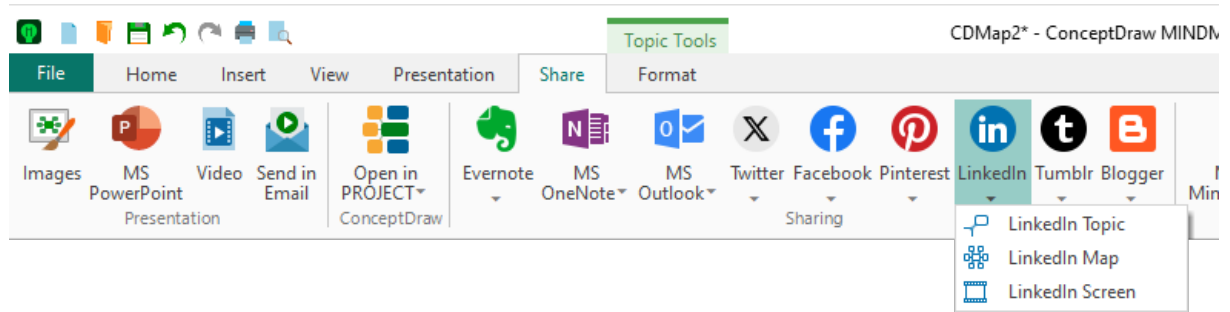 Topic Tools
CDMap2* - ConceptDraw MINDM
File Home Insert View Presentation Share Format
Images MS PowerPoint Video Send in Email Open in PROJECT Evernote MS OneNote MS Outlook Twitter Facebook Pinterest LinkedIn Tumblr Blogger
Presentation ConceptDraw Sharing
LinkedIn Topic
LinkedIn Map
LinkedIn Screen